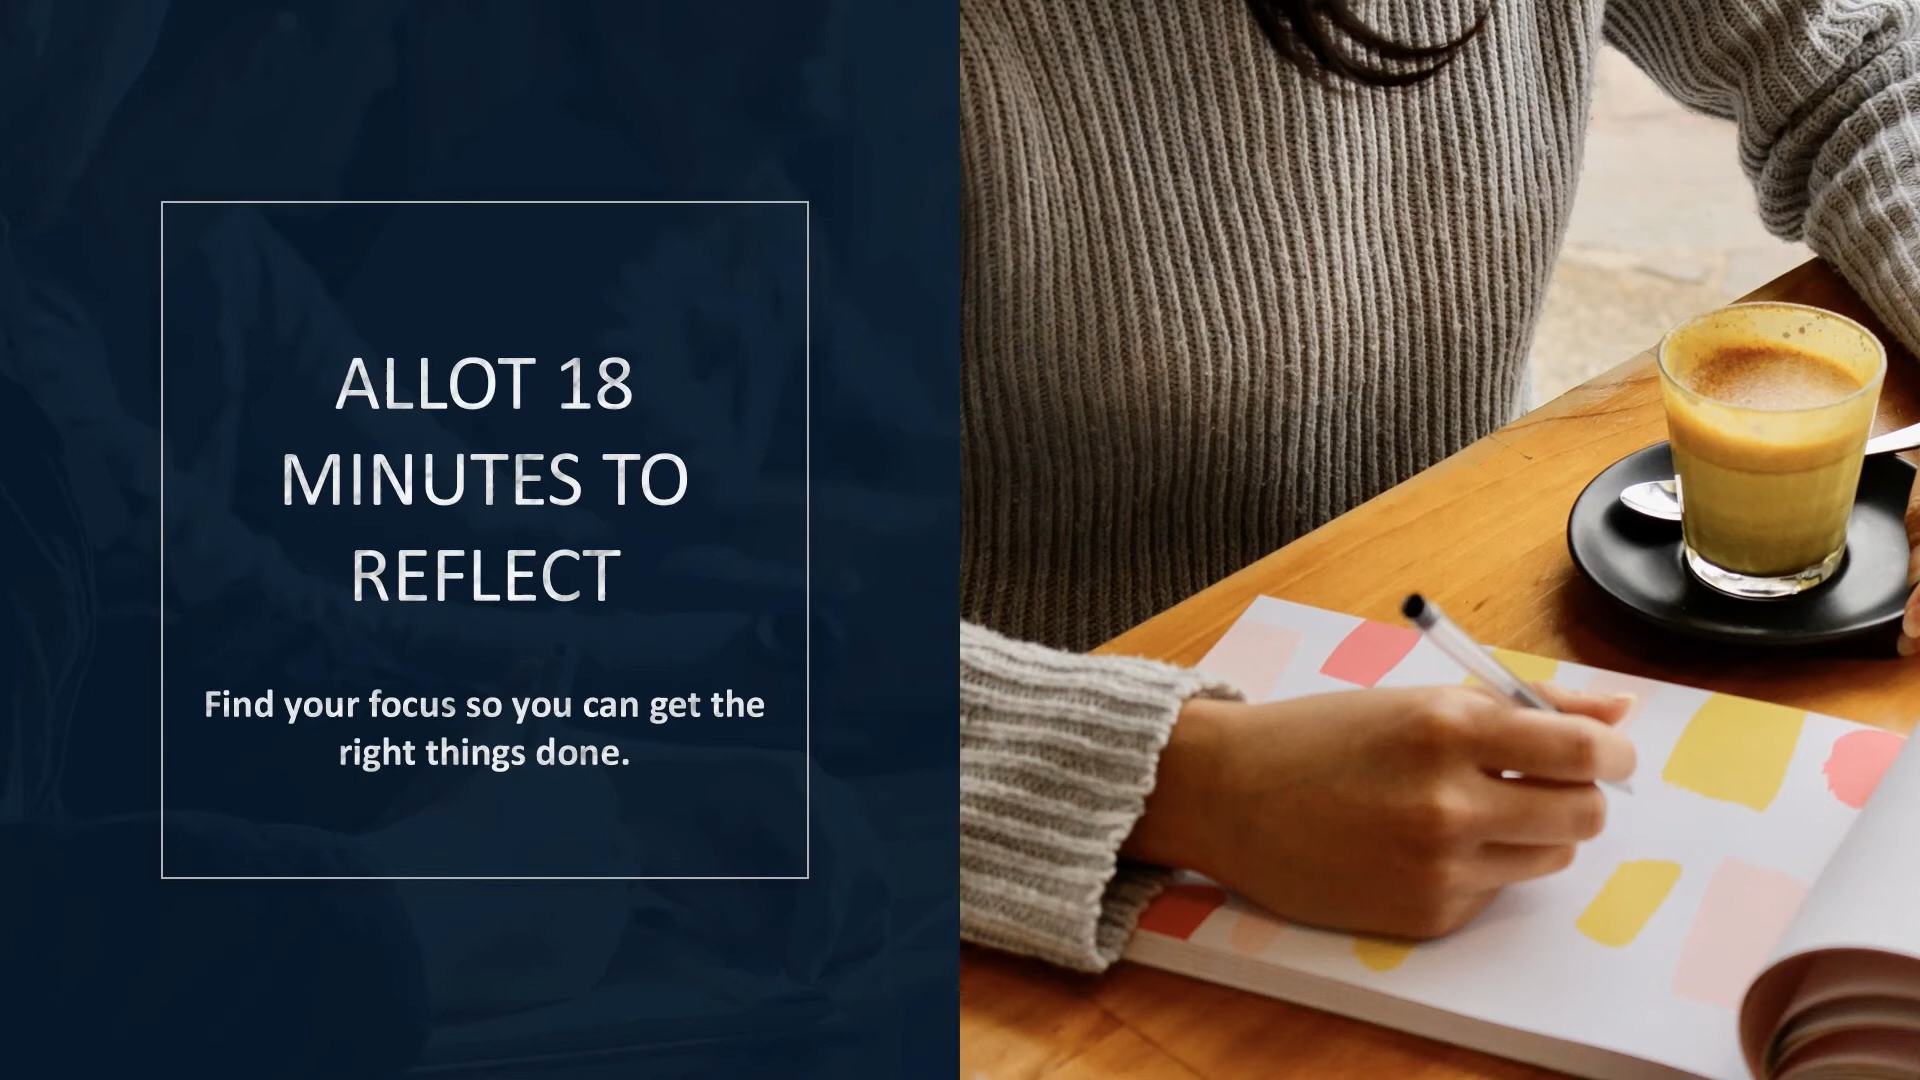 ALLOT 18
MINUTES TO
REFLECT
Find your focus so you can get the
right things done.